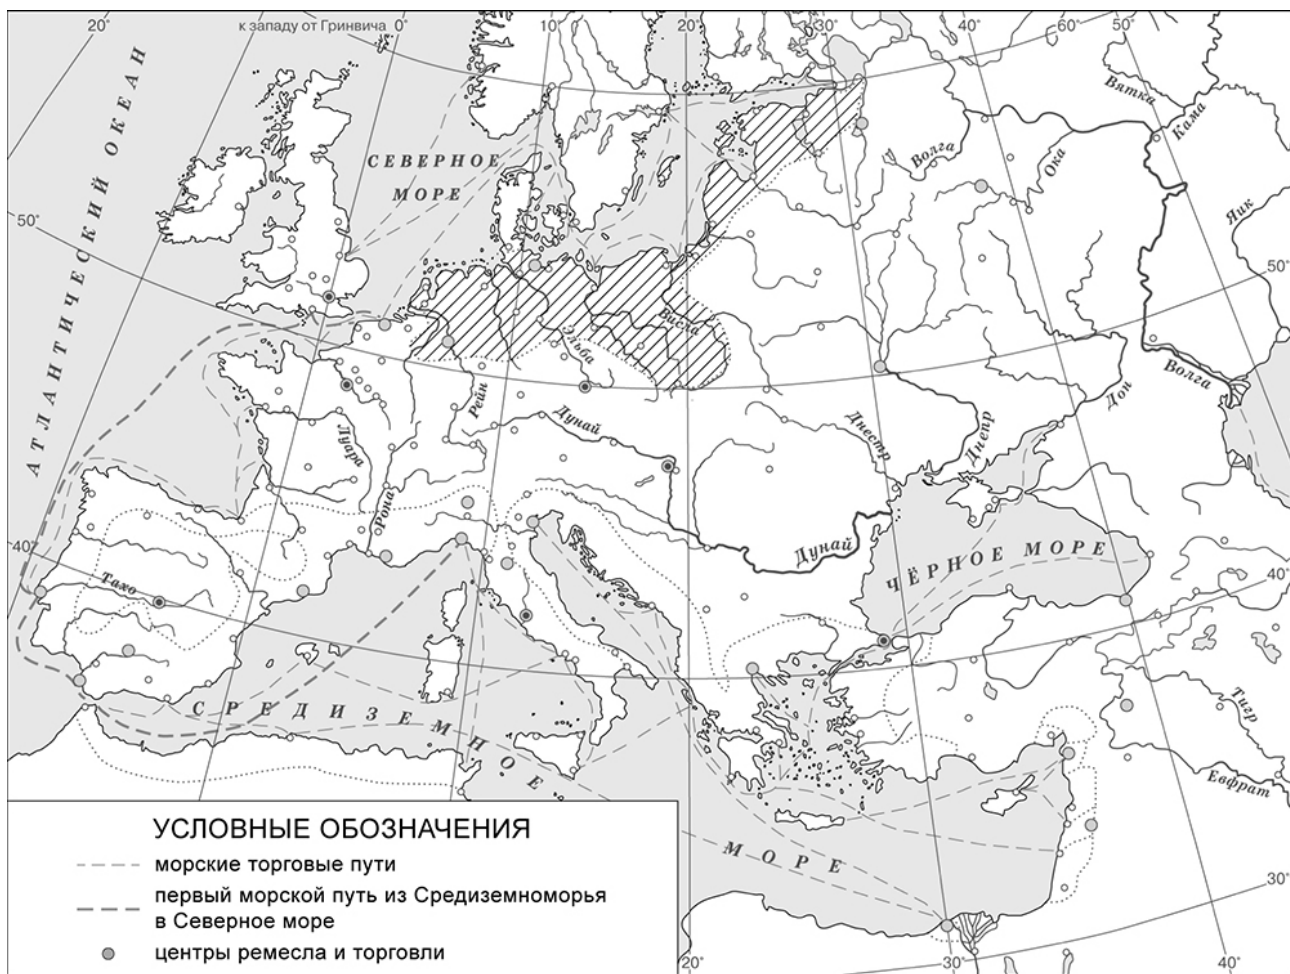 20°
к западу от Гринвича
0°
10°
20°
30°
40°
60°
50°
АТЛАНТИЧЕСКИЙ ОКЕАН
СЕВЕРНОЕ
МОРЕ
Вятка
Кама
Волга
Ока
Яик
50°
50°
Висла
Эльба
Рейн
Дунай
Луара
Рона
Днестр
Днепр
Дон
Волга
40°
Тахо
Дунай
ЧЁРНОЕ МОРЕ
40°
СРЕДИЗЕМНОЕ
МОРЕ
Тигр
Евфрат
30°
20°
30°
40°
УСЛОВНЫЕ ОБОЗНАЧЕНИЯ
морские торговые пути
первый морской путь из Средиземноморья
в Северное море
центры ремесла и торговли